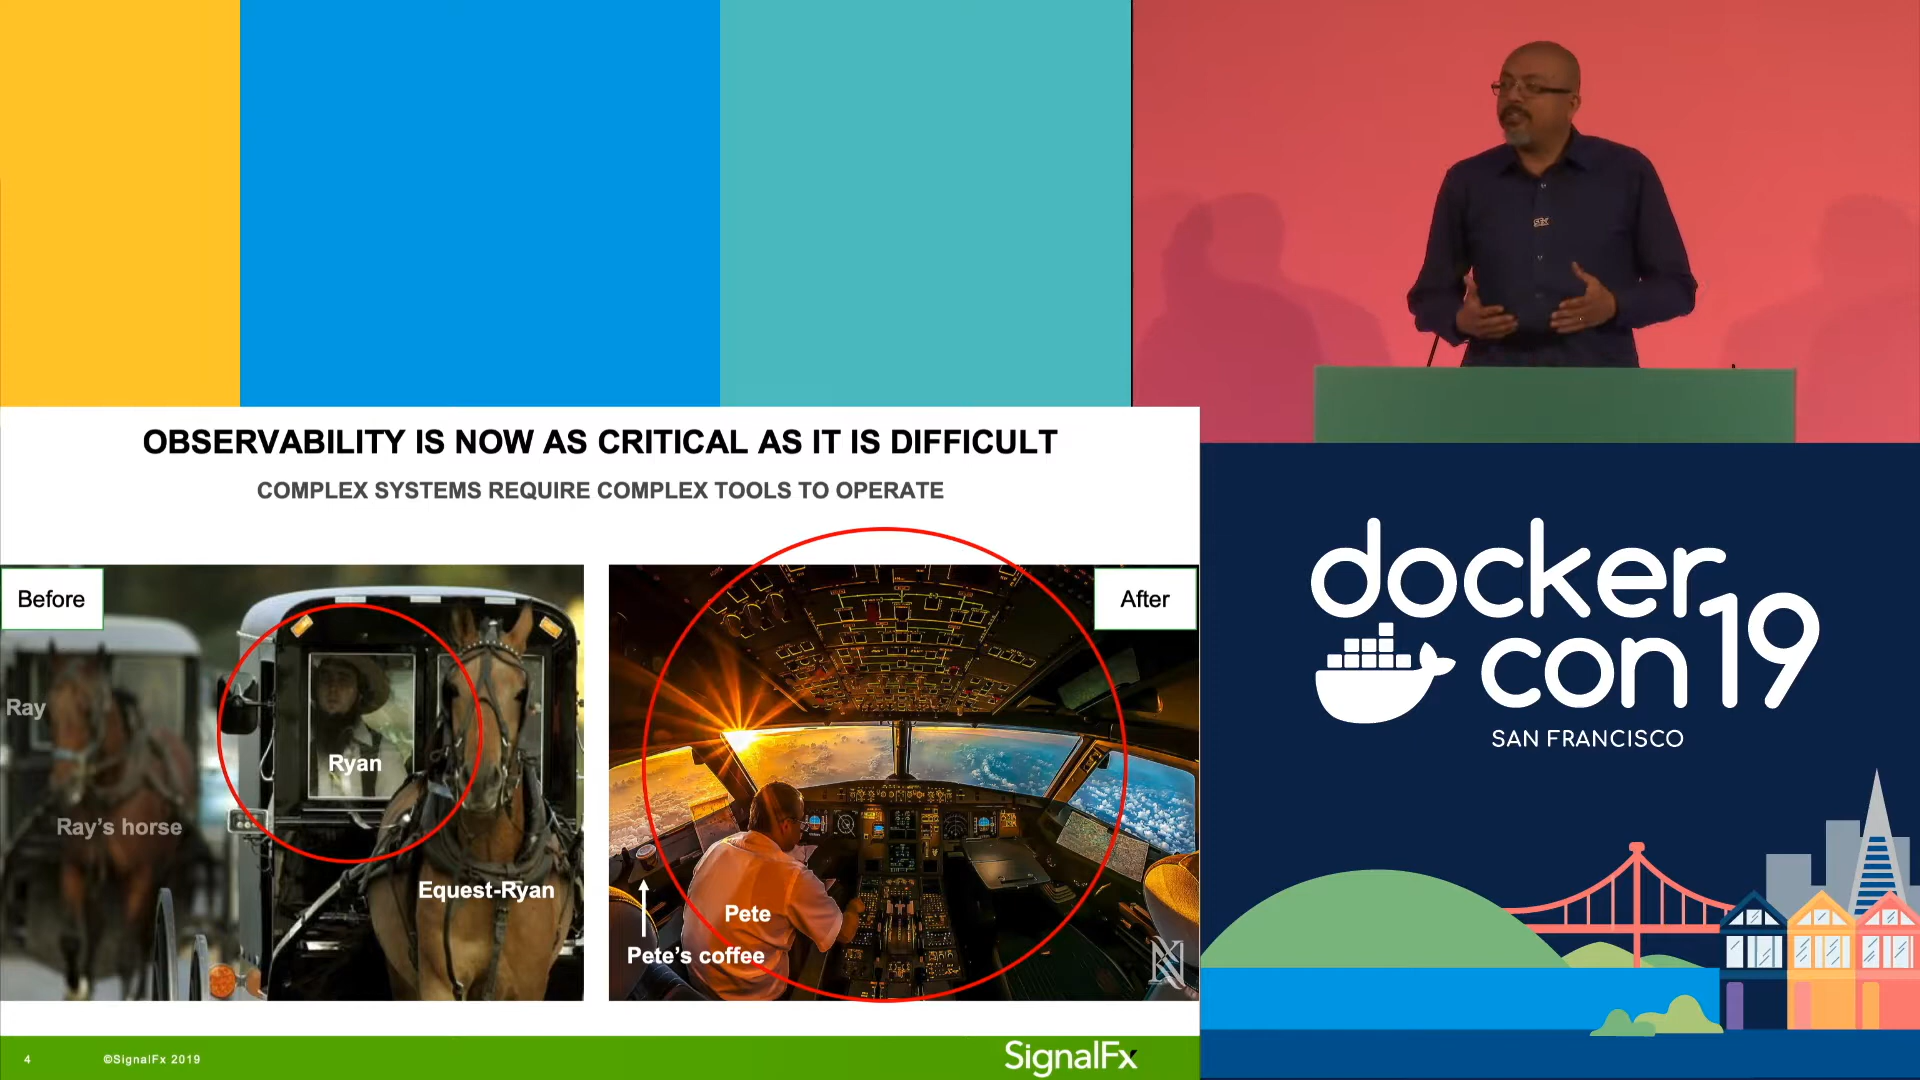 OBSERVABILITY IS NOW AS CRITICAL AS IT IS DIFFICULT
COMPLEX SYSTEMS REQUIRE COMPLEX TOOLS TO OPERATE
Before
Ray
Ryan
Ray's horse
Equest-Ryan
After
Pete
Pete's coffee
4
©SignalFx 2019
SignalFx
docker
con19
SAN FRANCISCO